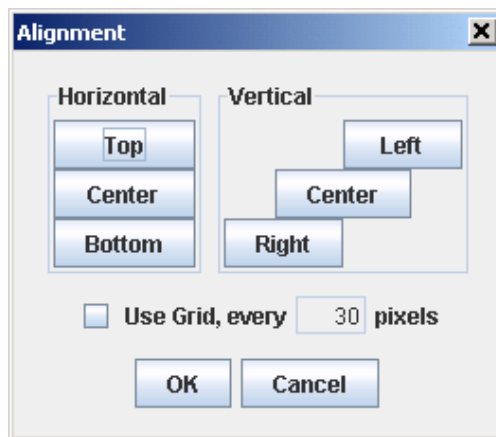 Alignment
Horizontal
Vertical
Top
Left
Center
Center
Bottom
Right
Use Grid, every 30 pixels
OK
Cancel